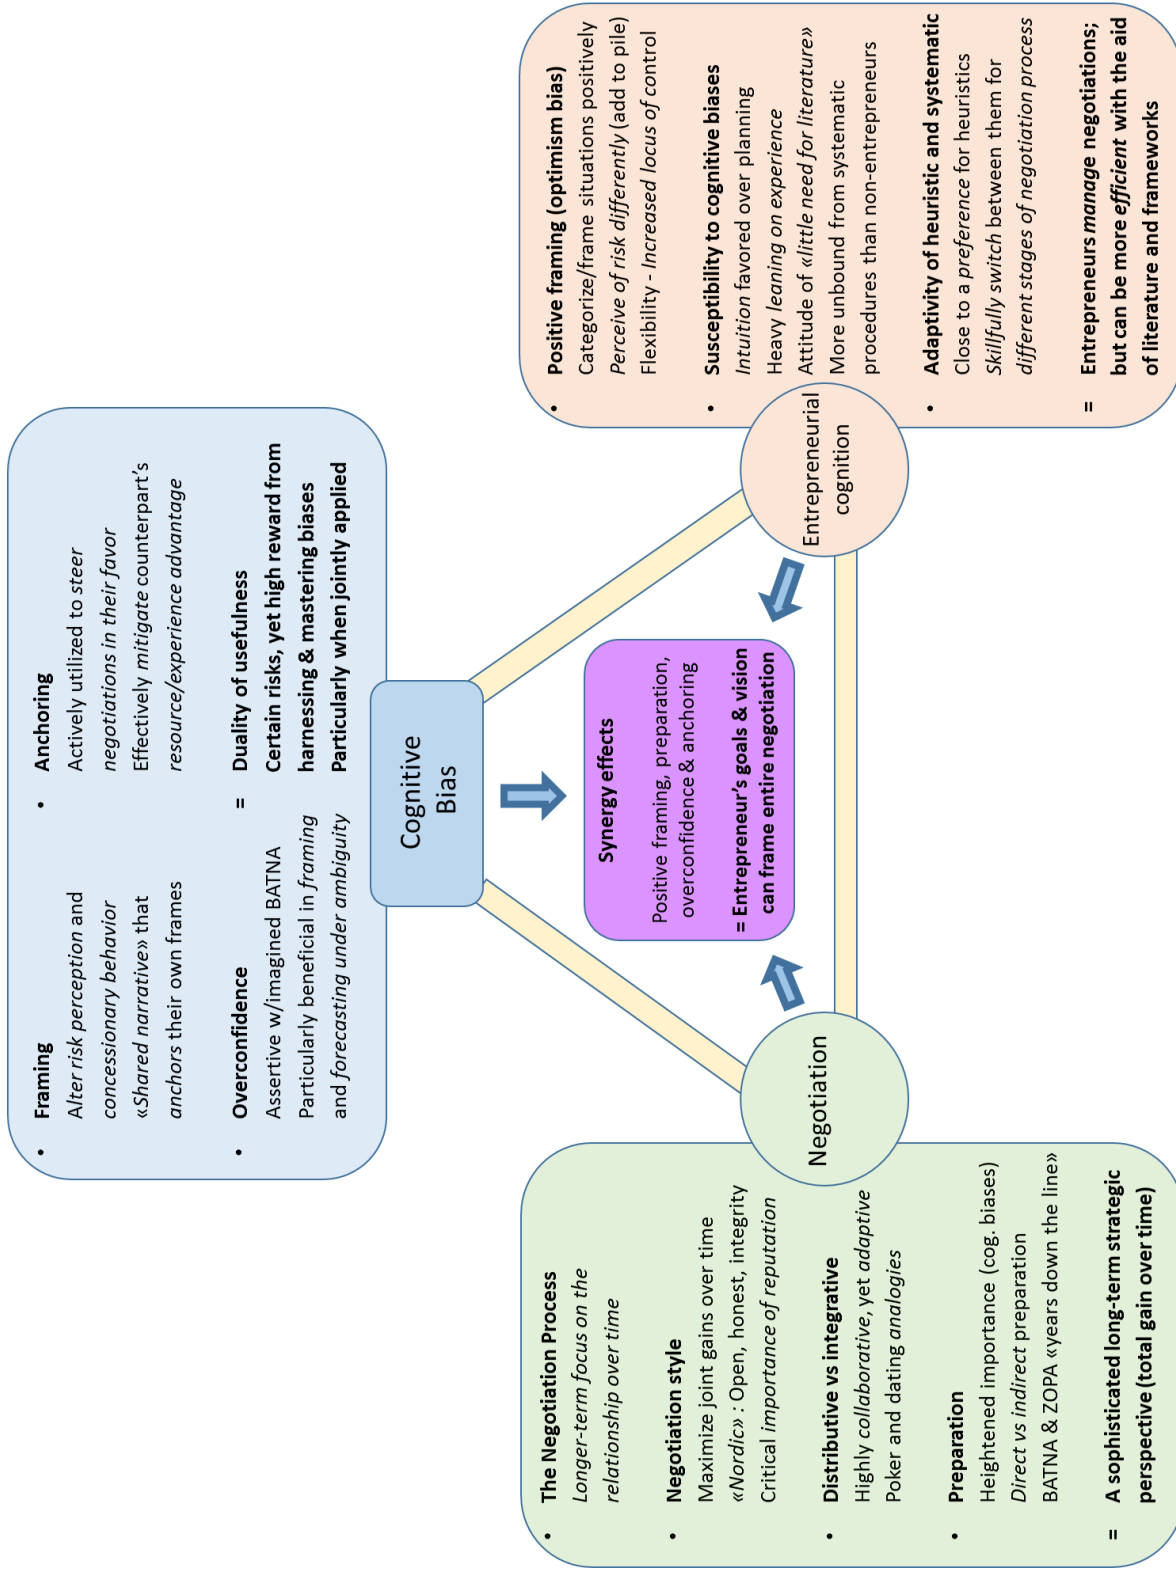 • Framing
Alter risk perception and
concessionary behavior
«Shared narrative» that
anchors their own frames
• Overconfidence
Assertive w/imagined BATNA
Particularly beneficial in framing
and forecasting under ambiguity
• Anchoring
Actively utilized to steer
negotiations in their favor
Effectively mitigate counterpart's
resource/experience advantage
= Duality of usefulness
Certain risks, yet high reward from
harnessing & mastering biases
Particularly when jointly applied
Cognitive
Bias
Synergy effects
Positive framing, preparation,
overconfidence & anchoring
= Entrepreneur's goals & vision
can frame entire negotiation
Negotiation
• The Negotiation Process
Longer-term focus on the
relationship over time
• Negotiation style
Maximize joint gains over time
«Nordic» : Open, honest, integrity
Critical importance of reputation
• Distributive vs integrative
Highly collaborative, yet adaptive
Poker and dating analogies
• Preparation
Heightened importance (cog. biases)
Direct vs indirect preparation
BATNA & ZOPA «years down the line»
= A sophisticated long-term strategic
perspective (total gain over time)
Entrepreneurial
cognition
• Positive framing (optimism bias)
Categorize/frame situations positively
Perceive of risk differently (add to pile)
Flexibility - Increased locus of control
• Susceptibility to cognitive biases
Intuition favored over planning
Heavy leaning on experience
Attitude of «little need for literature»
More unbound from systematic
procedures than non-entrepreneurs
• Adaptivity of heuristic and systematic
Close to a preference for heuristics
Skillfully switch between them for
different stages of negotiation process
= Entrepreneurs manage negotiations;
but can be more efficient with the aid
of literature and frameworks